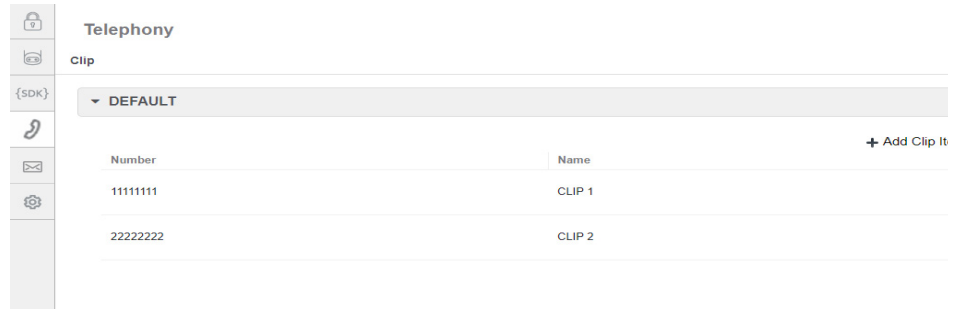 Telephony
Clip
{SDK}
DEFAULT
+ Add Clip
Number Name
11111111 CLIP 1
22222222 CLIP 2